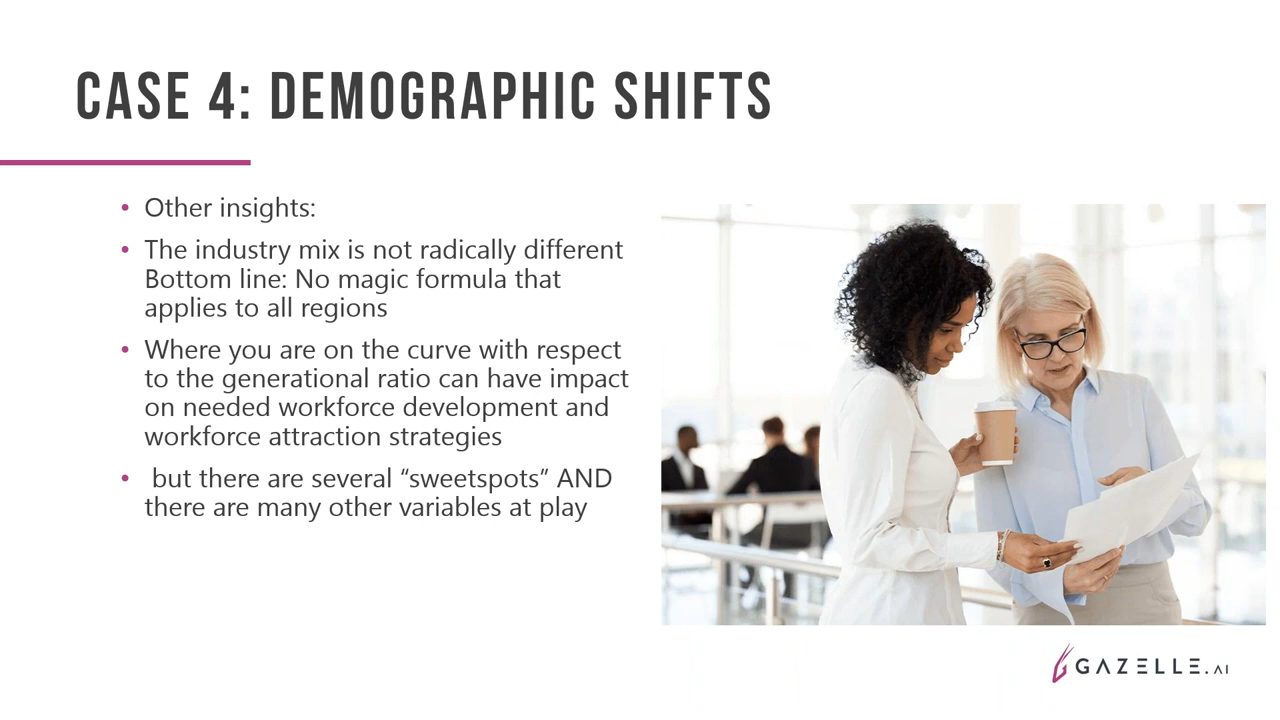 CASE 4: DEMOGRAPHIC SHIFTS
• Other insights:
• The industry mix is not radically different
Bottom line: No magic formula that
applies to all regions
• Where you are on the curve with respect
to the generational ratio can have impact
on needed workforce development and
workforce attraction strategies
• but there are several “sweetspots” AND
there are many other variables at play
GAZELLE.AI